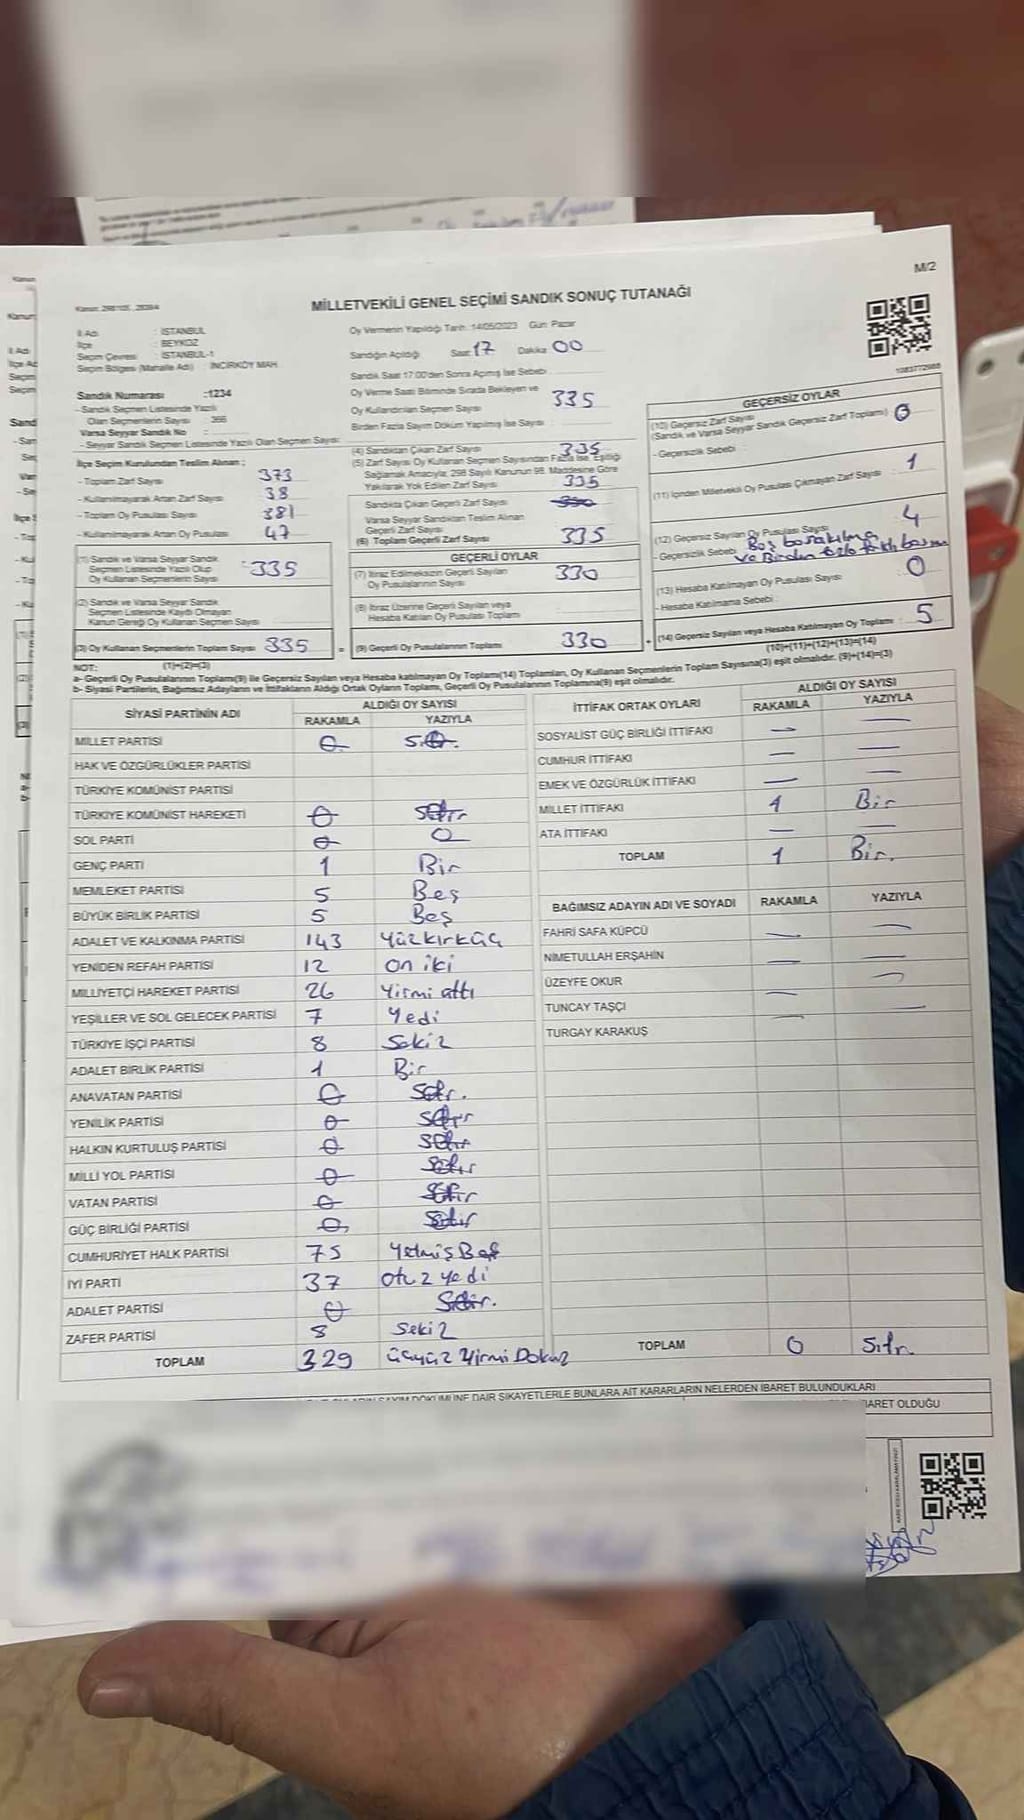 M/2
Kanun: 298/105 , 2839/4
MİLLETVEKİLİ GENEL SEÇİMİ SANDIK SONUÇ TUTANAĞI
İl Adı : İSTANBUL
İlçe : BEYKOZ
Seçim Çevresi : İSTANBUL-1
Seçim Bölgesi (Mahalle Adı) : İNCİRKÖY MAH.
Sandık Numarası :1234
- Sandık Seçmen Listesinde Yazılı
Olan Seçmenlerin Sayısı : 366
Varsa Seyyar Sandık No :
- Seyyar Sandık Seçmen Listesinde Yazılı Olan Seçmen Sayısı:
İlçe Seçim Kurulundan Teslim Alınan ;
- Toplam Zarf Sayısı 373
- Kullanılmayarak Artan Zarf Sayısı 38
- Toplam Oy Pusulası Sayısı 381
- Kullanılmayarak Artan Oy Pusulası 47
(1) Sandık ve Varsa Seyyar Sandık
Seçmen Listesinde Yazılı Olup
Oy Kullanan Seçmenlerin Sayısı : 335
(2) Sandık ve Varsa Seyyar Sandık
Seçmen Listesinde Kaydı Olmayan
Kanun Gereği Oy Kullanan Seçmen Sayısı :
(3) Oy Kullanan Seçmenlerin Toplam Sayısı 335
(1)+(2)=(3)
Oy Vermenin Yapıldığı Tarih: 14/05/2023 Gün: Pazar
Sandığın Açıldığı Saat: 17 Dakika 00
Sandık Saat 17:00'den Sonra Açılmış İse Sebebi :
Oy Verme Saati Bitiminde Sırada Bekleyen ve
Oy Kullandırılan Seçmen Sayısı 335
Birden Fazla Sayım Döküm Yapılmış İse Sayısı :
(4) Sandıktan Çıkan Zarf Sayısı 335
(5) Zarf Sayısı Oy Kullanan Seçmen Sayısından Fazla İse, Eşitliği
Sağlamak Amacıyla; 298 Sayılı Kanunun 98. Maddesine Göre
Yakılarak Yok Edilen Zarf Sayısı 335
Sandıkta Çıkan Geçerli Zarf Sayısı
Varsa Seyyar Sandıktan Teslim Alınan
Geçerli Zarf Sayısı
(6) Toplam Geçerli Zarf Sayısı 335
GEÇERLİ OYLAR
(7) İtiraz Edilmeksizin Geçerli Sayılan
Oy Pusulalarının Sayısı 330
(8) İtiraz Üzerine Geçerli Sayılan veya
Hesaba Katılan Oy Pusulası Toplamı
= (9) Geçerli Oy Pusulalarının Toplamı 330 +
1083772985
GEÇERSİZ OYLAR
(10) Geçersiz Zarf Sayısı
(Sandık ve Varsa Seyyar Sandık Geçersiz Zarf Toplamı) 0
- Geçersizlik Sebebi :
(11) İçinden Milletvekili Oy Pusulası Çıkmayan Zarf Sayısı : 1
(12) Geçersiz Sayılan Oy Pusulası Sayısı 4
- Geçersizlik Sebebi : Boş bırakılma
ve Birden fazla farklı basım
(13) Hesaba Katılmayan Oy Pusulası Sayısı 0
- Hesaba Katılmama Sebebi :
(14) Geçersiz Sayılan veya Hesaba Katılmayan Oy Toplamı : 5
(10)+(11)+(12)+(13)=(14)
NOT:
a- Geçerli Oy Pusulalarının Toplamı(9) ile Geçersiz Sayılan veya Hesaba katılmayan Oy Toplamı(14) Toplamları, Oy Kullanan Seçmenlerin Toplam Sayısına(3) eşit olmalıdır. (9)+(14)=(3)
b- Siyasi Partilerin, Bağımsız Adayların ve İttifakların Aldığı Ortak Oyların Toplamı, Geçerli Oy Pusulalarının Toplamına(9) eşit olmalıdır.
SİYASİ PARTİNİN ADI ALDIĞI OY SAYISI
RAKAMLA YAZIYLA
MİLLET PARTİSİ 0
HAK VE ÖZGÜRLÜKLER PARTİSİ
TÜRKİYE KOMÜNİST PARTİSİ
TÜRKİYE KOMÜNİST HAREKETİ 0 Sıfır
SOL PARTİ 0 0
GENÇ PARTİ 1 Bir
MEMLEKET PARTİSİ 5 Beş
BÜYÜK BİRLİK PARTİSİ 5 Beş
ADALET VE KALKINMA PARTİSİ 143 Yüzkırküç
YENİDEN REFAH PARTİSİ 12 on iki
MİLLİYETÇİ HAREKET PARTİSİ 26 Yirmi altı
YEŞİLLER VE SOL GELECEK PARTİSİ 7 Yedi
TÜRKİYE İŞÇİ PARTİSİ 8 Sekiz
ADALET BİRLİK PARTİSİ 1 Bir
ANAVATAN PARTİSİ 0 Sıfır.
YENİLİK PARTİSİ 0 Sıfır
HALKIN KURTULUŞ PARTİSİ 0 Sıfır
MİLLİ YOL PARTİSİ 0 Sıfır
VATAN PARTİSİ 0 Sıfır
GÜÇ BİRLİĞİ PARTİSİ 0 Sıfır
CUMHURİYET HALK PARTİSİ 75 Yetmiş Beş
İYİ PARTİ 37 otuz yedi
ADALET PARTİSİ 0 Sıfır.
ZAFER PARTİSİ 8 Sekiz
TOPLAM 329 üçyüz Yirmi Dokuz
İTTİFAK ORTAK OYLARI ALDIĞI OY SAYISI
RAKAMLA YAZIYLA
SOSYALİST GÜÇ BİRLİĞİ İTTİFAKI — —
CUMHUR İTTİFAKI — —
EMEK VE ÖZGÜRLÜK İTTİFAKI — —
MİLLET İTTİFAKI 1 Bir
ATA İTTİFAKI — —
TOPLAM 1 Bir.
BAĞIMSIZ ADAYIN ADI VE SOYADI RAKAMLA YAZIYLA
FAHRİ SAFA KÜPCÜ — —
NİMETULLAH ERŞAHİN — —
ÜZEYFE OKUR — —
TUNCAY TAŞÇI — —
TURGAY KARAKUŞ
TOPLAM 0 Sıfır
SAYIM DÖKÜMÜNE DAİR ŞİKAYETLERLE BUNLARA AİT KARARLARIN NELERDEN İBARET BULUNDUKLARI
İBARET OLDUĞU